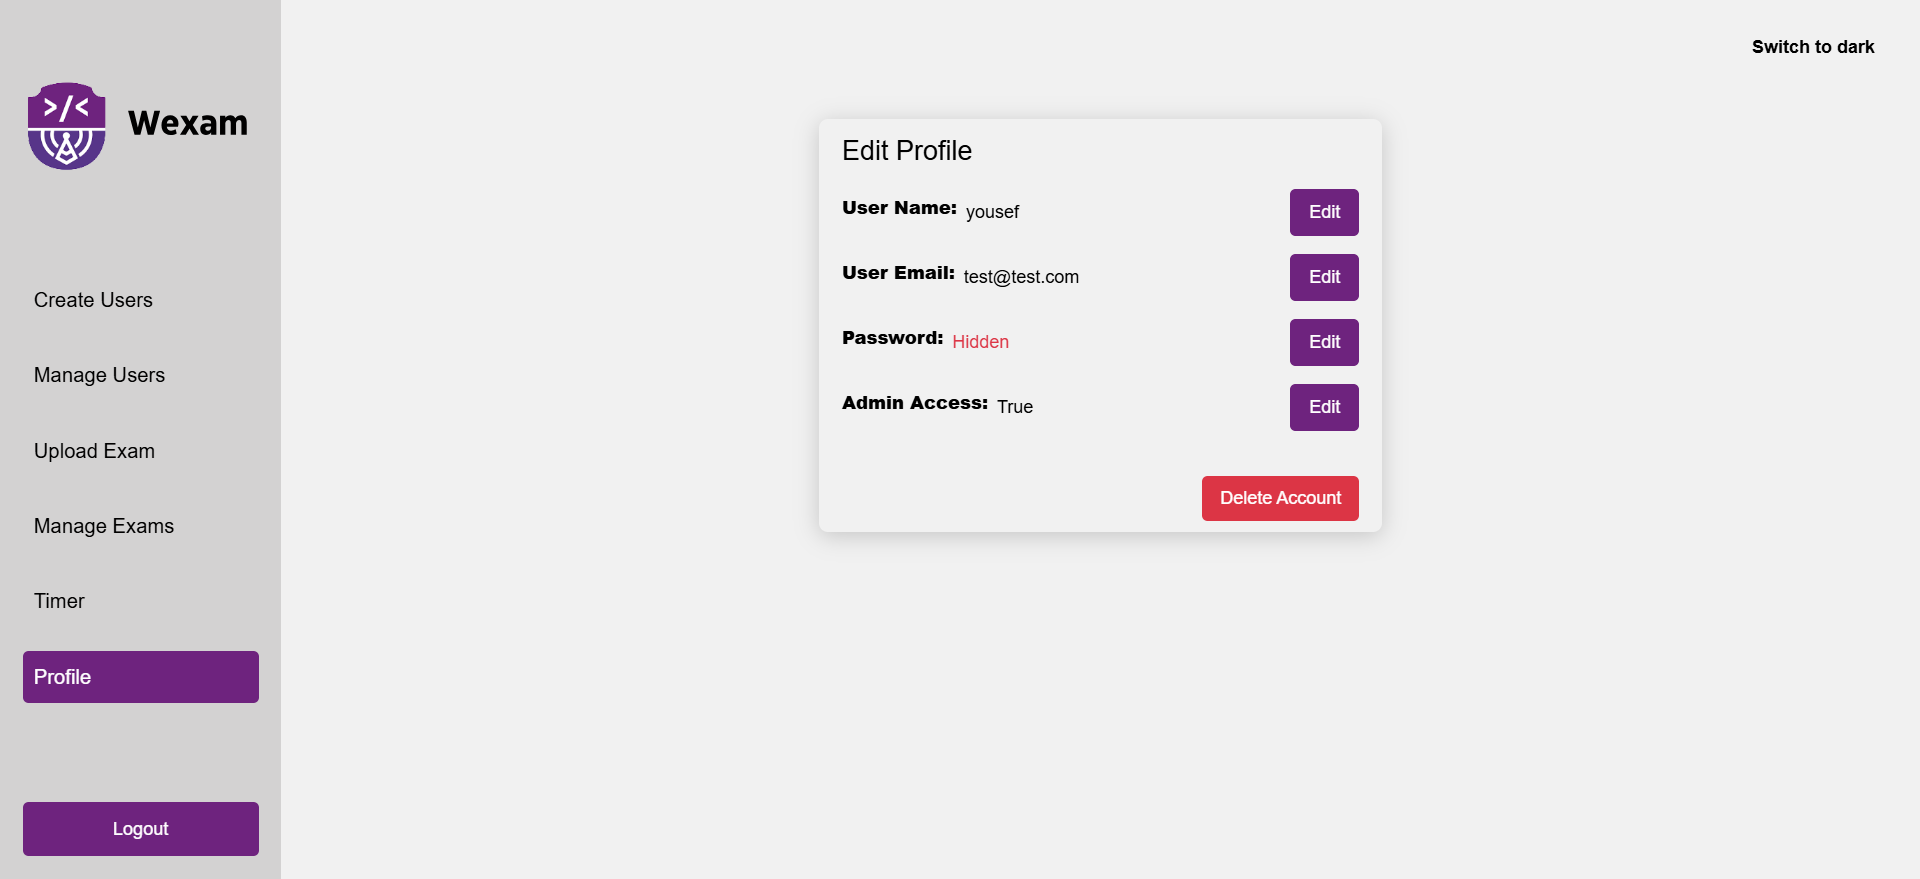 Switch to dark
>/<
Wexam
Create Users
Manage Users
Upload Exam
Manage Exams
Timer
Profile
Logout
Edit Profile
User Name: yousef
Edit
User Email: test@test.com
Edit
Password: Hidden
Edit
Admin Access: True
Edit
Delete Account